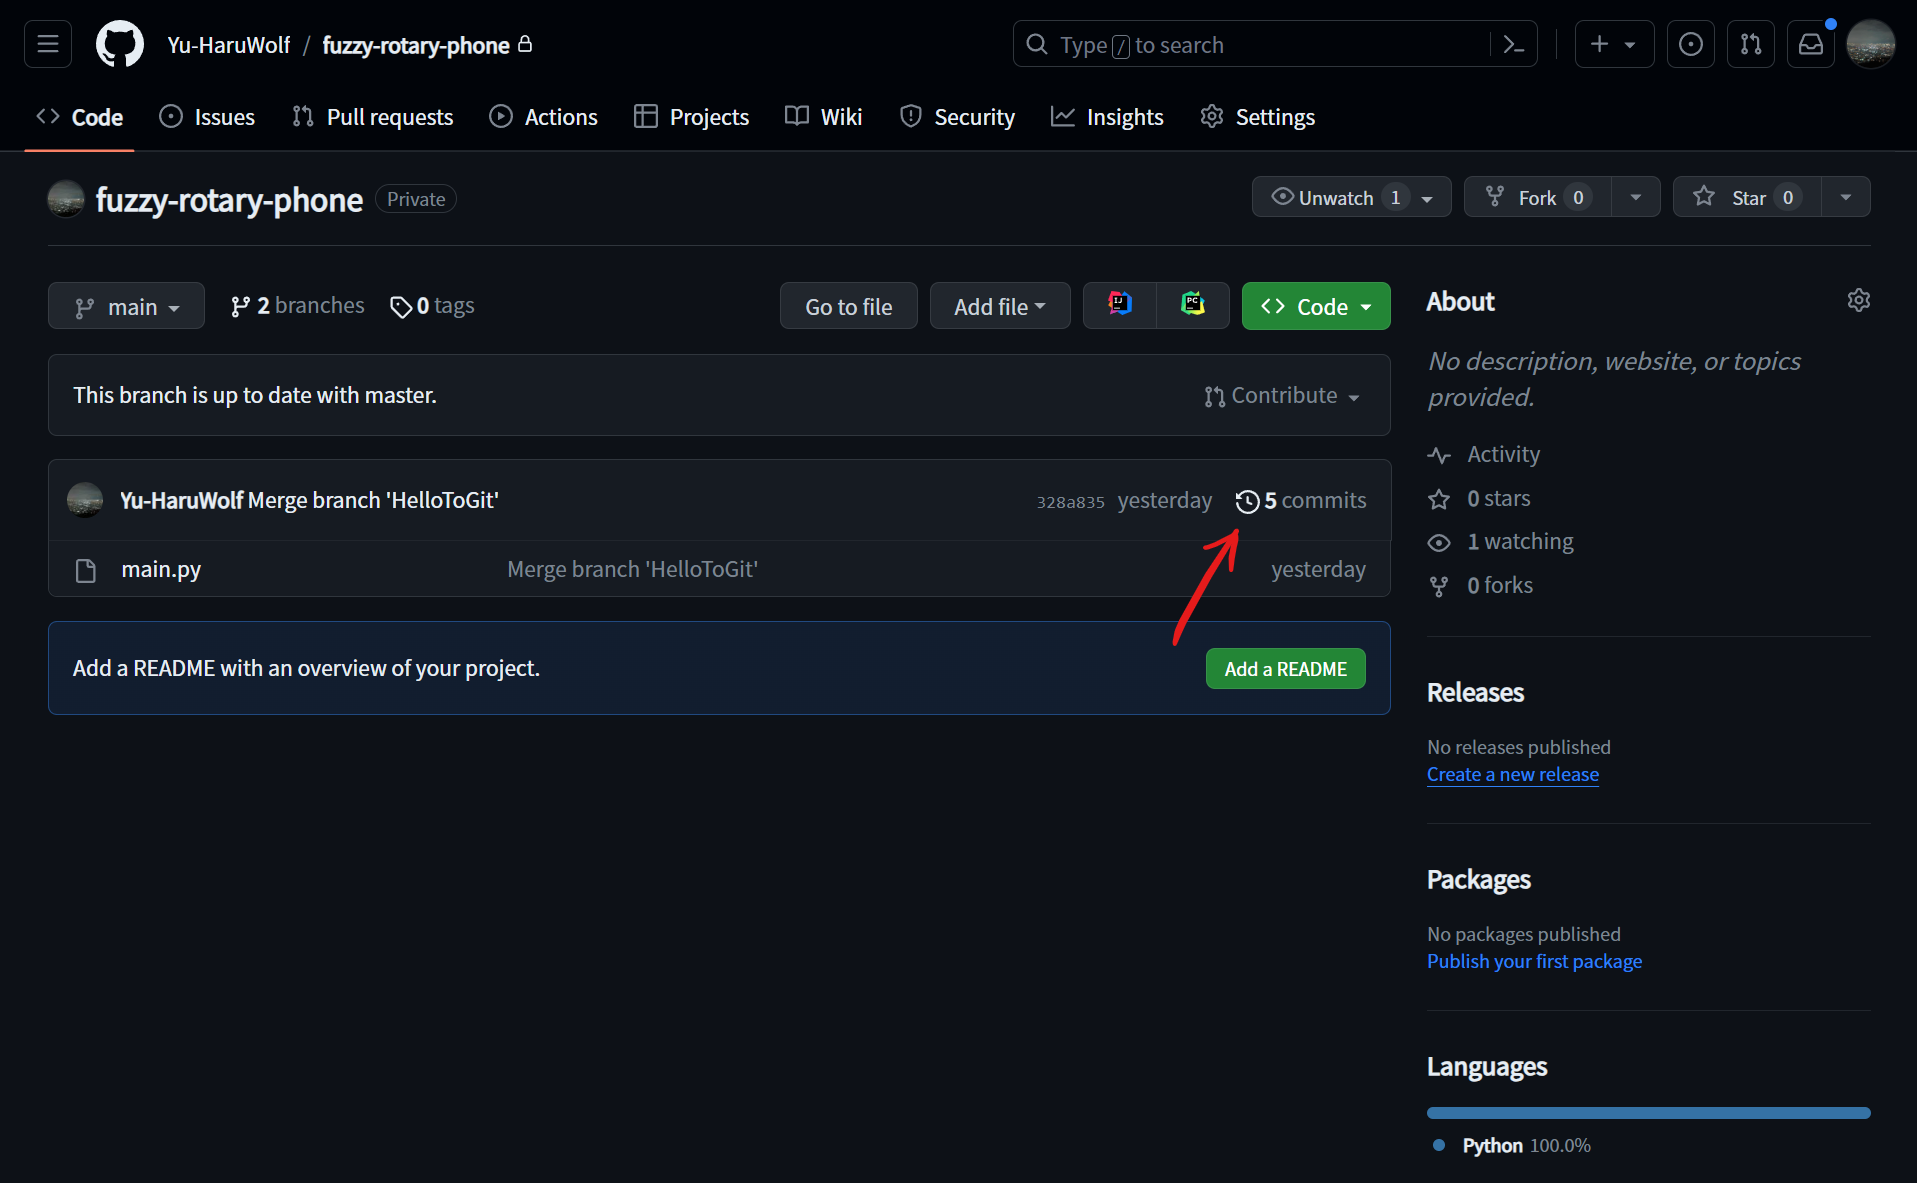 Yu-HaruWolf / fuzzy-rotary-phone
Type / to search
Code Issues Pull requests Actions Projects Wiki Security Insights Settings
fuzzy-rotary-phone Private
Unwatch 1 Fork 0 Star 0
main 2 branches 0 tags
Go to file Add file IJ PC Code
This branch is up to date with master.
Contribute
Yu-HaruWolf Merge branch 'HelloToGit' 328a835 yesterday 5 commits
main.py Merge branch 'HelloToGit' yesterday
Add a README with an overview of your project. Add a README
About
No description, website, or topics
provided.
Activity
0 stars
1 watching
0 forks
Releases
No releases published
Create a new release
Packages
No packages published
Publish your first package
Languages
Python 100.0%